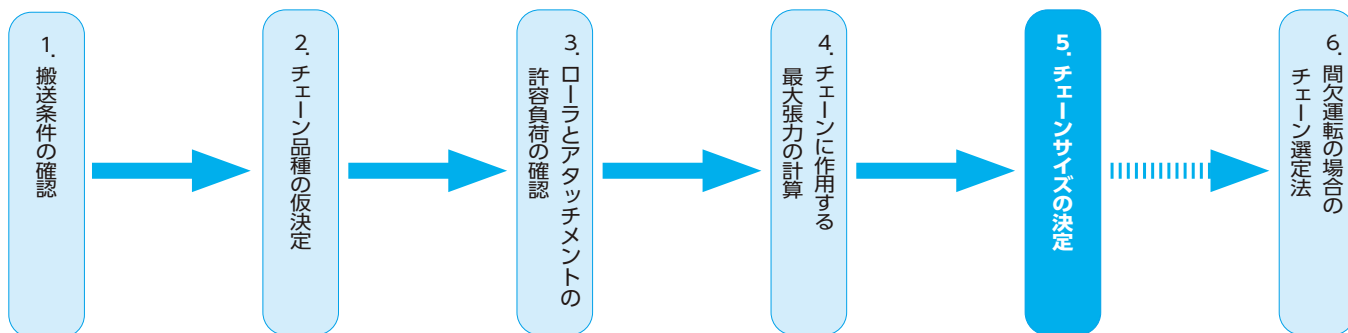 1. 搬送条件の確認
2. チェーン品種の仮決定
3. ローラとアタッチメントの
許容負荷の確認
4. チェーンに作用する
最大張力の計算
5. チェーンサイズの決定
6. 間欠運転の場合の
チェーン選定法